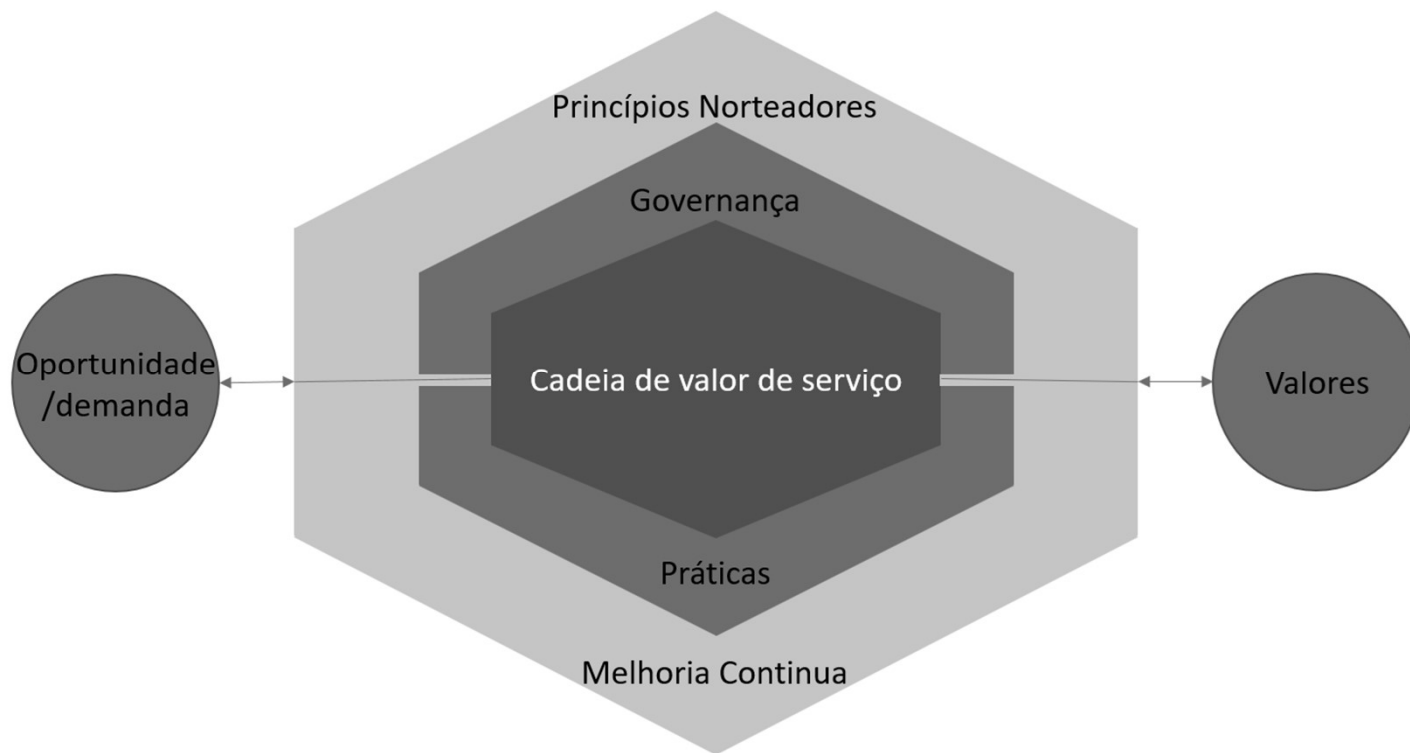 Princípios Norteadores
Governança
Oportunidade
/demanda
Cadeia de valor de serviço
Valores
Práticas
Melhoria Continua